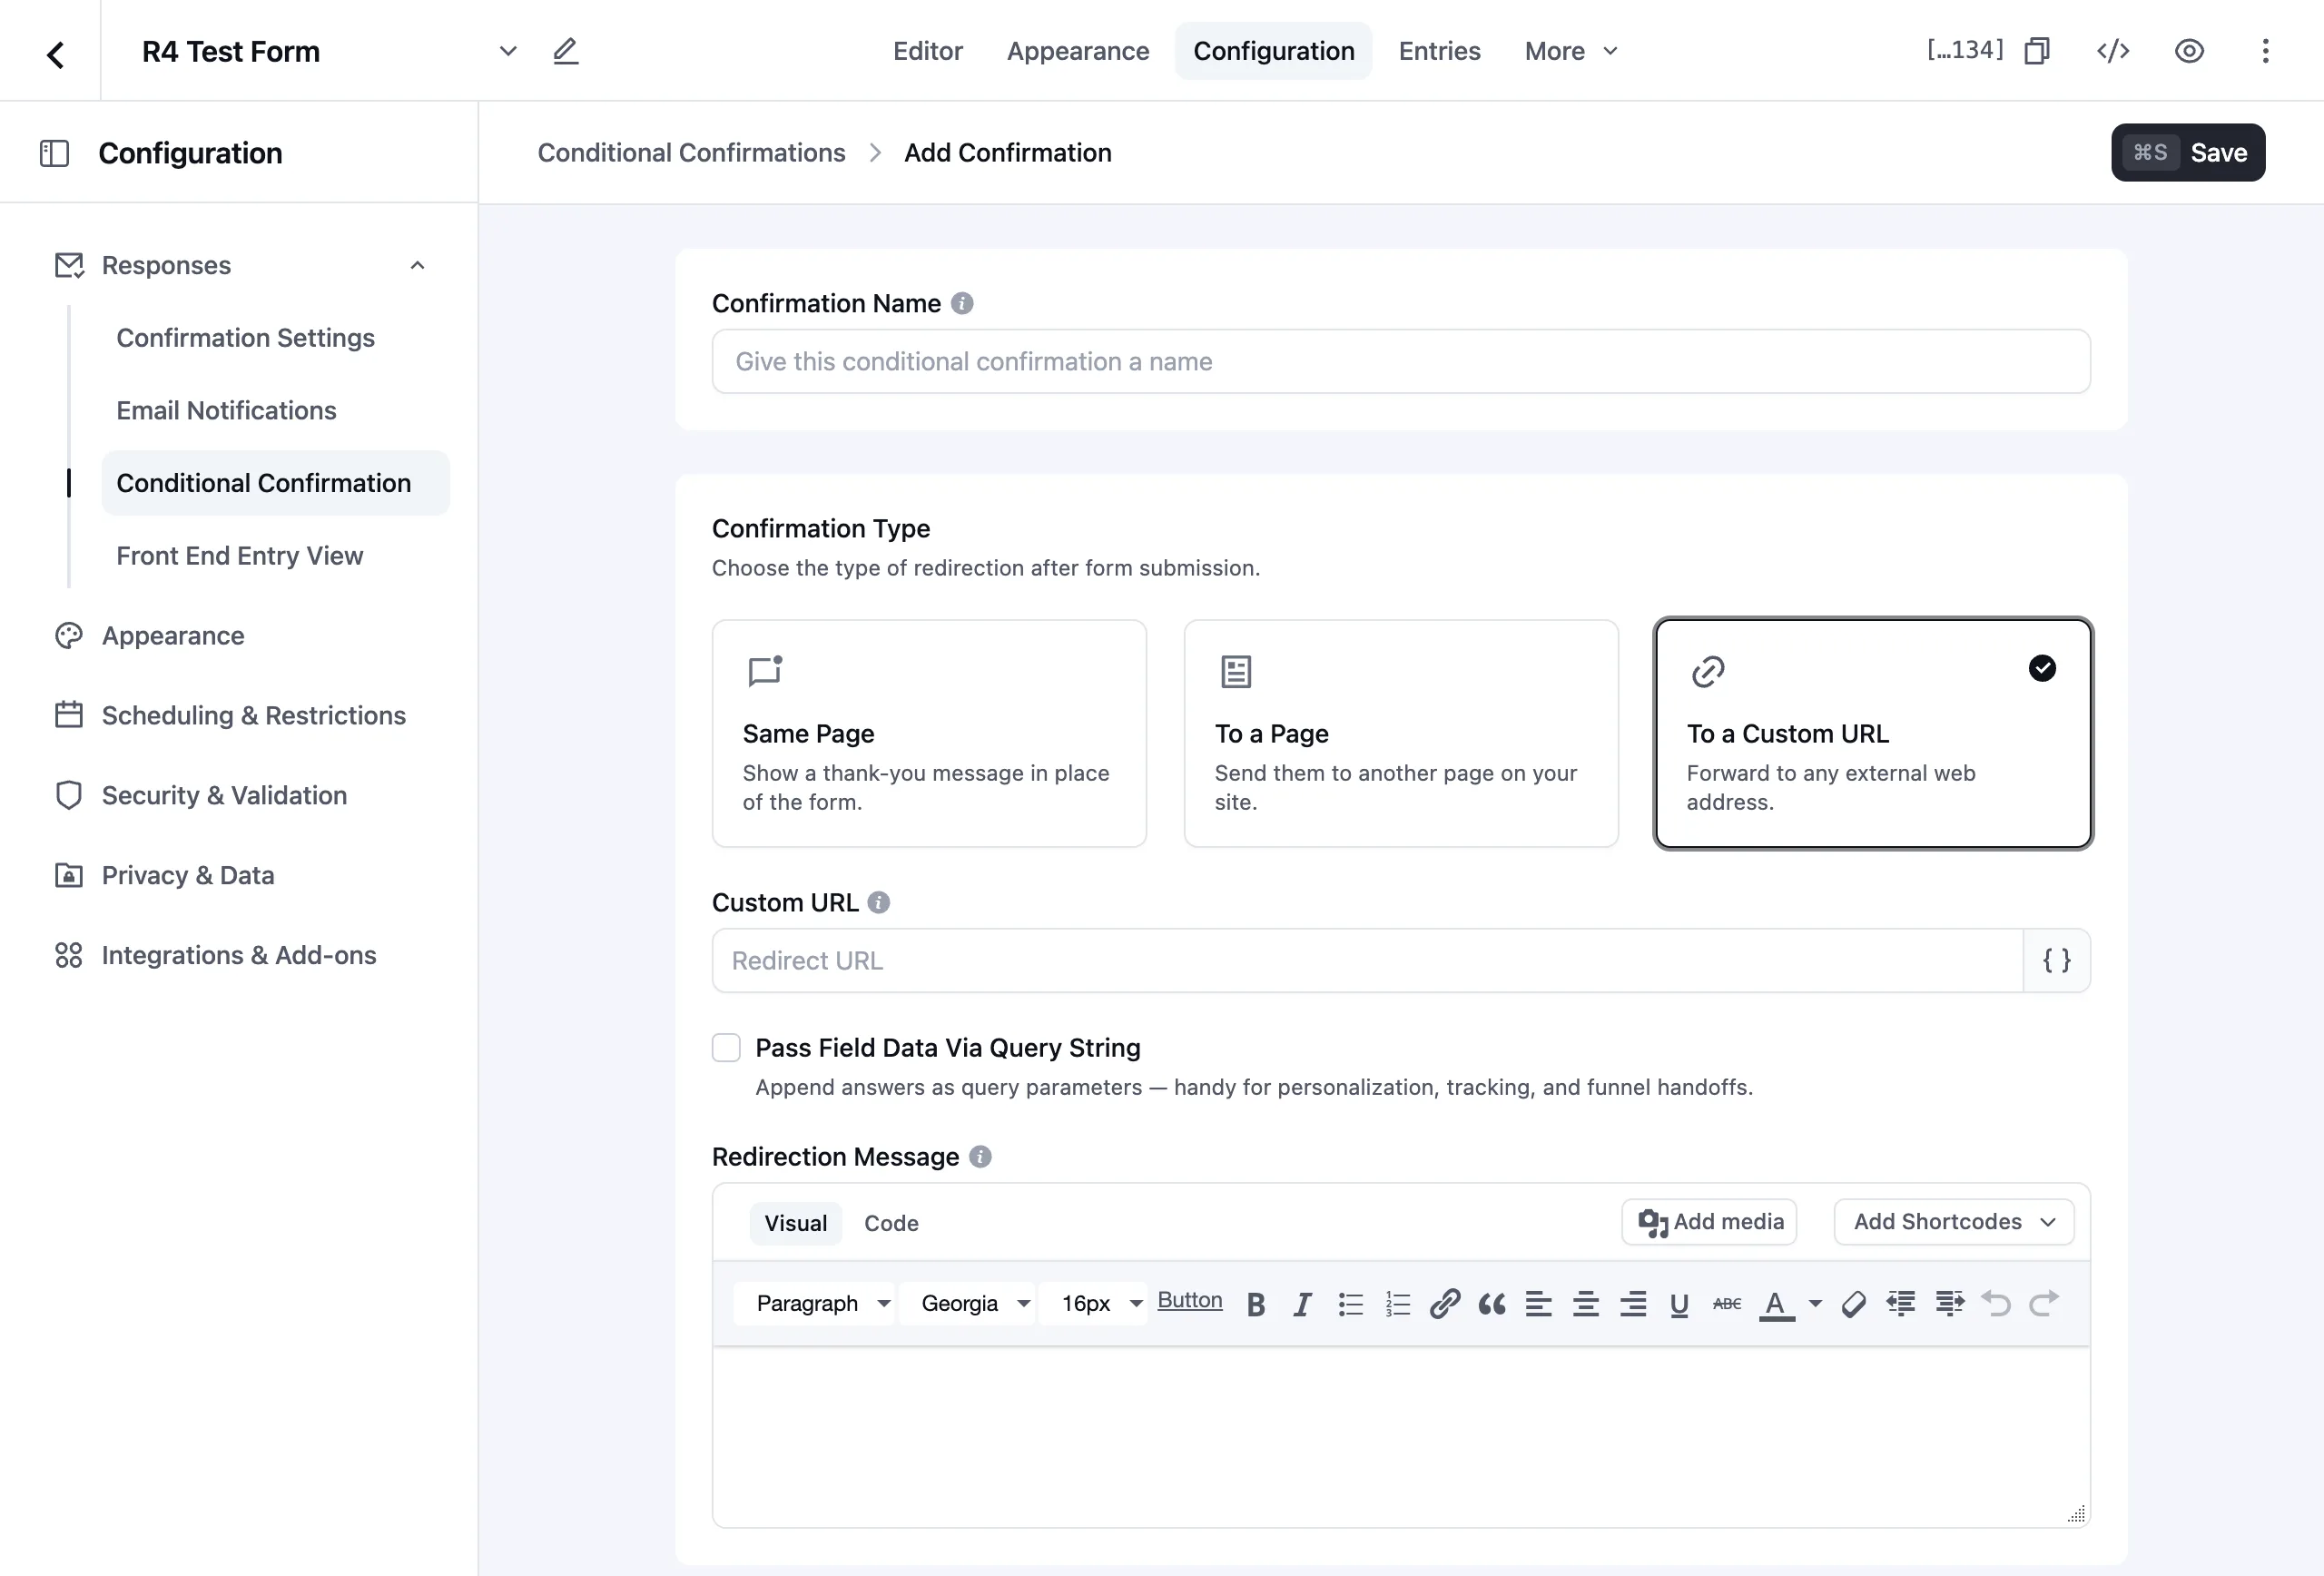 R4 Test Form
Editor
Appearance
Configuration
Entries
More
[…134]
Configuration
Conditional Confirmations
Add Confirmation
⌘S Save
Responses
Confirmation Settings
Email Notifications
Conditional Confirmation
Front End Entry View
Appearance
Scheduling & Restrictions
Security & Validation
Privacy & Data
Integrations & Add-ons
Confirmation Name
Give this conditional confirmation a name
Confirmation Type
Choose the type of redirection after form submission.
Same Page
Show a thank-you message in place
of the form.
To a Page
Send them to another page on your
site.
To a Custom URL
Forward to any external web
address.
Custom URL
Redirect URL
{ }
Pass Field Data Via Query String
Append answers as query parameters — handy for personalization, tracking, and funnel handoffs.
Redirection Message
Visual
Code
Add media
Add Shortcodes
Paragraph
Georgia
16px
Button
B
I
U
ABC
A